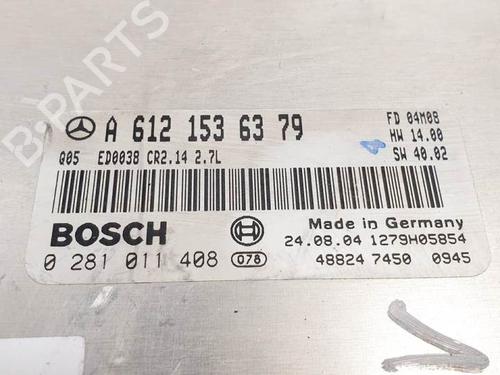 B-PARTS
A 612 153 63 79
FD 04M08
HW 14.00
SW 40.02
Q05 ED0038 CR2.14 2.7L
BOSCH
Made in Germany
24.08.04 1279H05854
0 281 011 408 078
48824 7450 0945